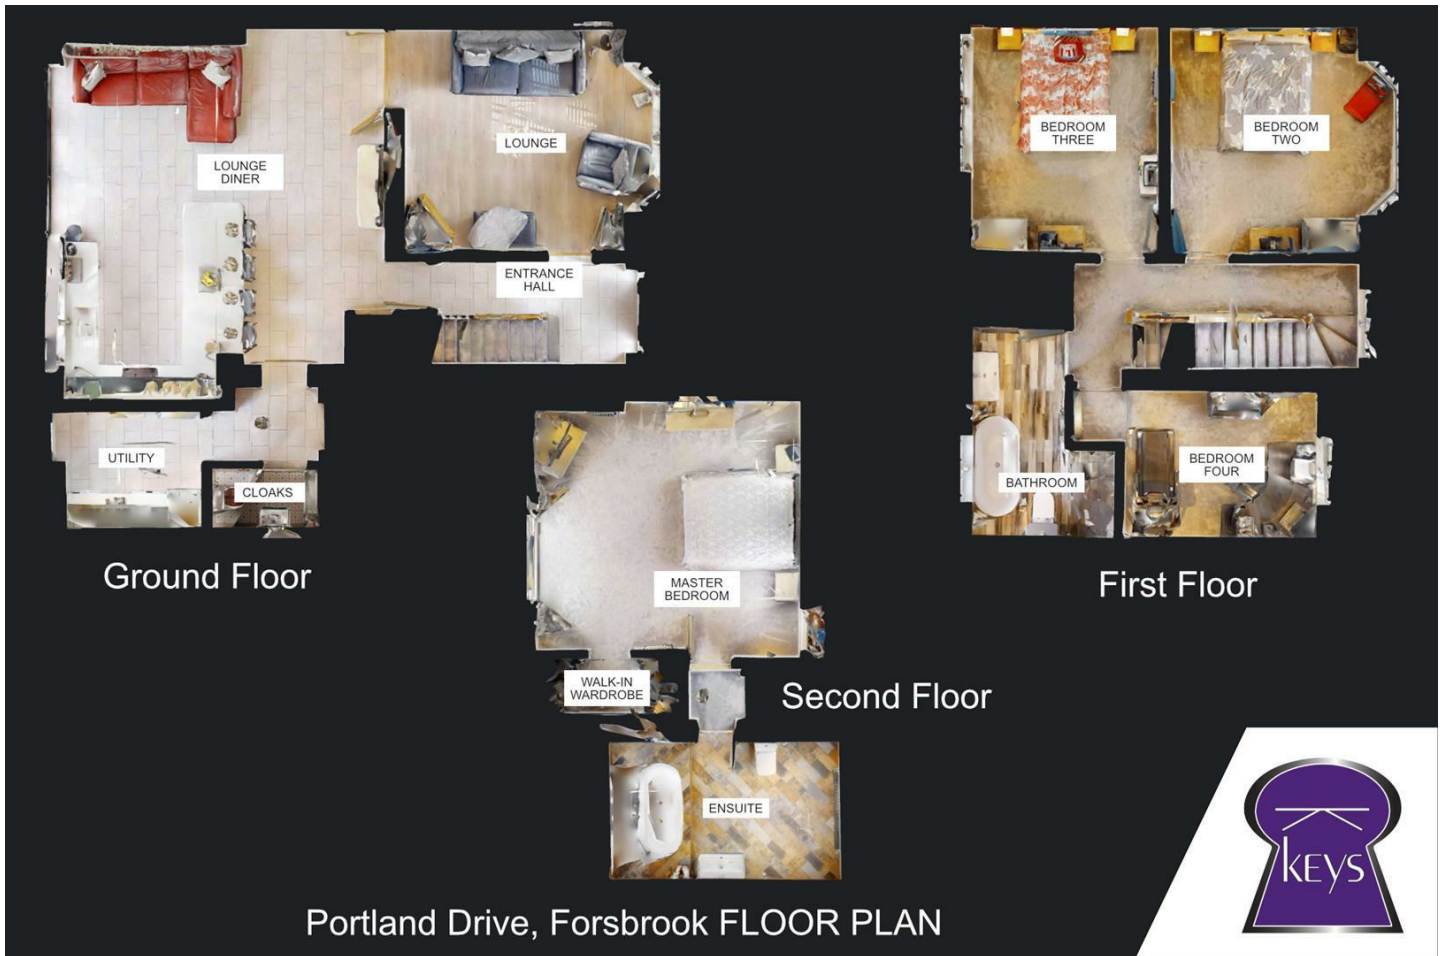 LOUNGE
DINER
LOUNGE
ENTRANCE
HALL
UTILITY
CLOAKS
Ground Floor
BEDROOM
THREE
BEDROOM
TWO
BATHROOM
BEDROOM
FOUR
First Floor
MASTER
BEDROOM
WALK-IN
WARDROBE
ENSUITE
Second Floor
Portland Drive, Forsbrook FLOOR PLAN
keys